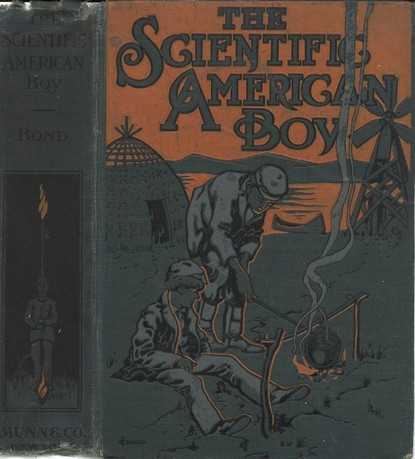 THE
SCIENTIFIC
AMERICAN
BOY
BOND
MUNN & CO.
THE
SCIENTIFIC
AMERICAN
BOY